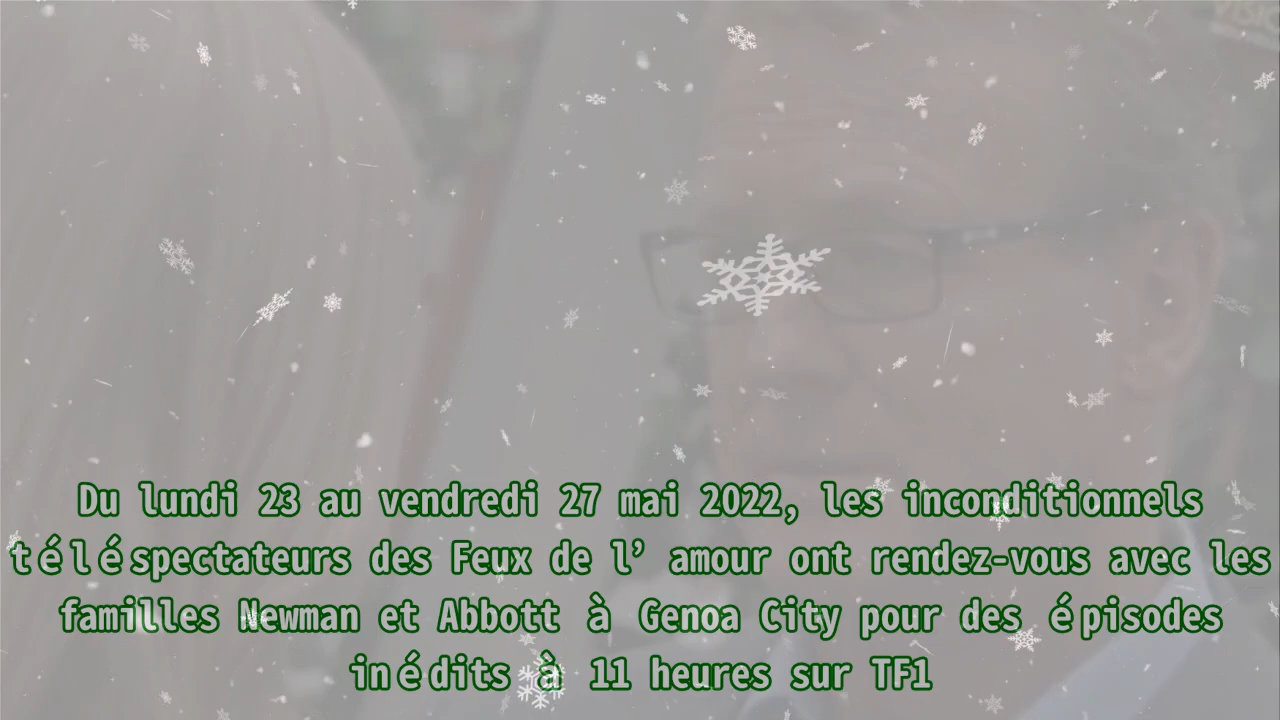 Du lundi 23 au vendredi 27 mai 2022, les inconditionnels
téléspectateurs des Feux de l’ amour ont rendez-vous avec les
familles Newman et Abbott à Genoa City pour des épisodes
inédits à 11 heures sur TF1